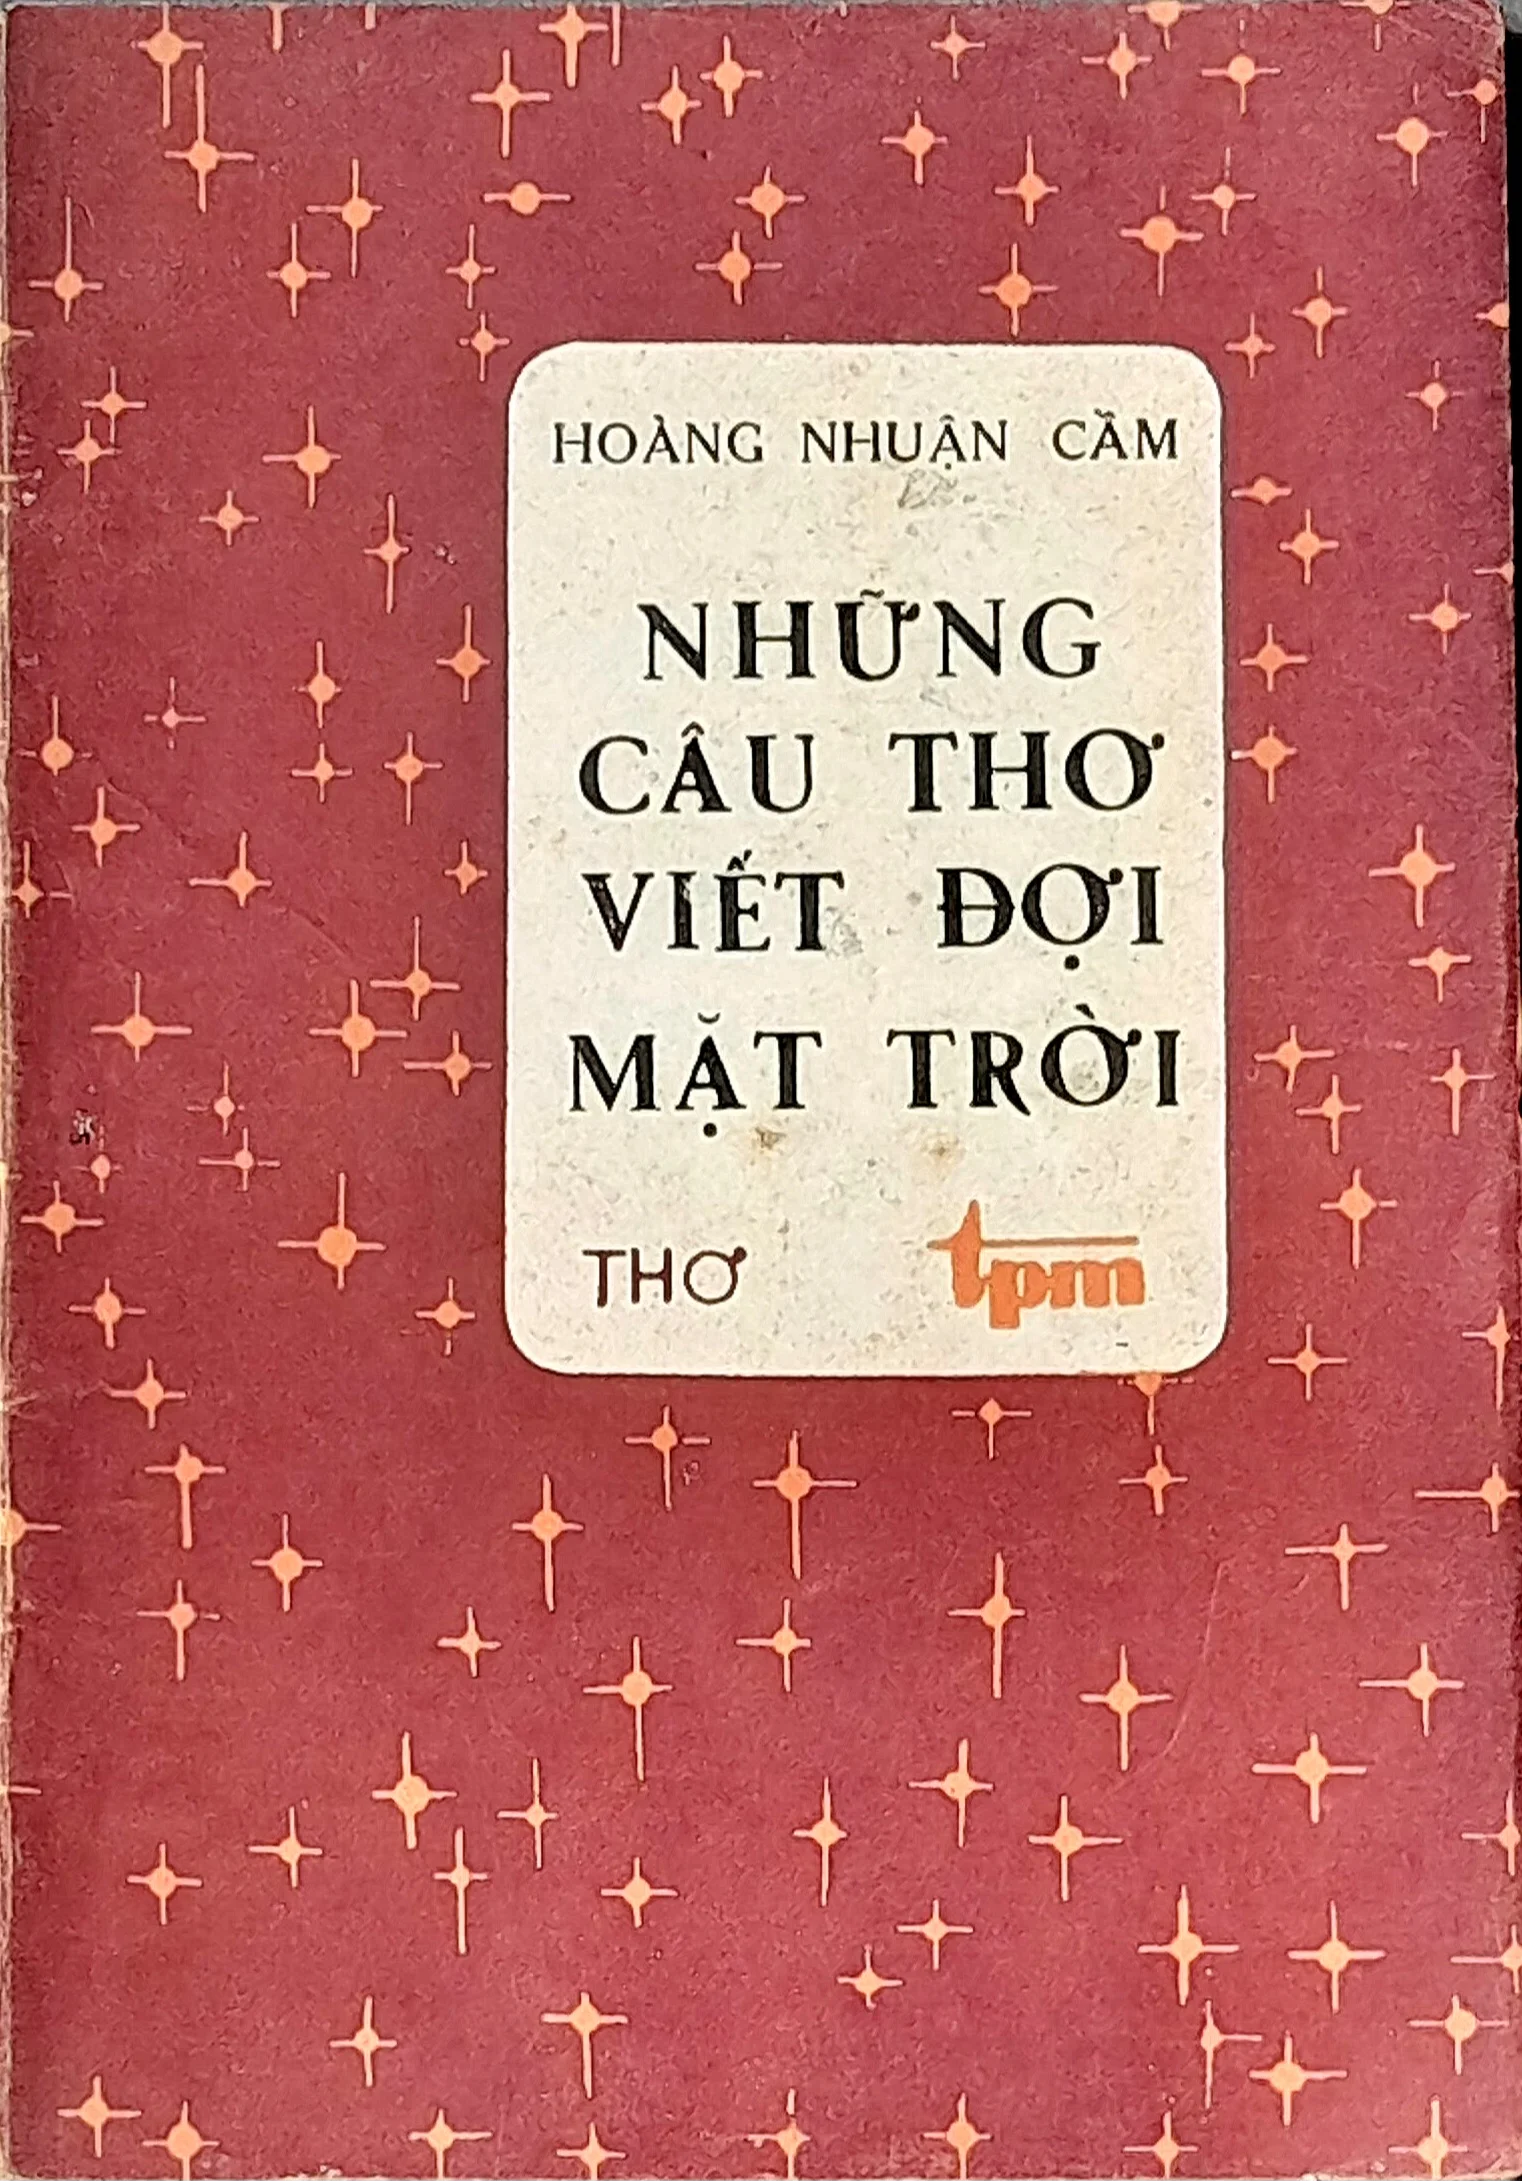 HOÀNG NHUẬN CẦM
NHỮNG
CÂU THƠ
VIẾT ĐỢI
MẶT TRỜI
THƠ tpm